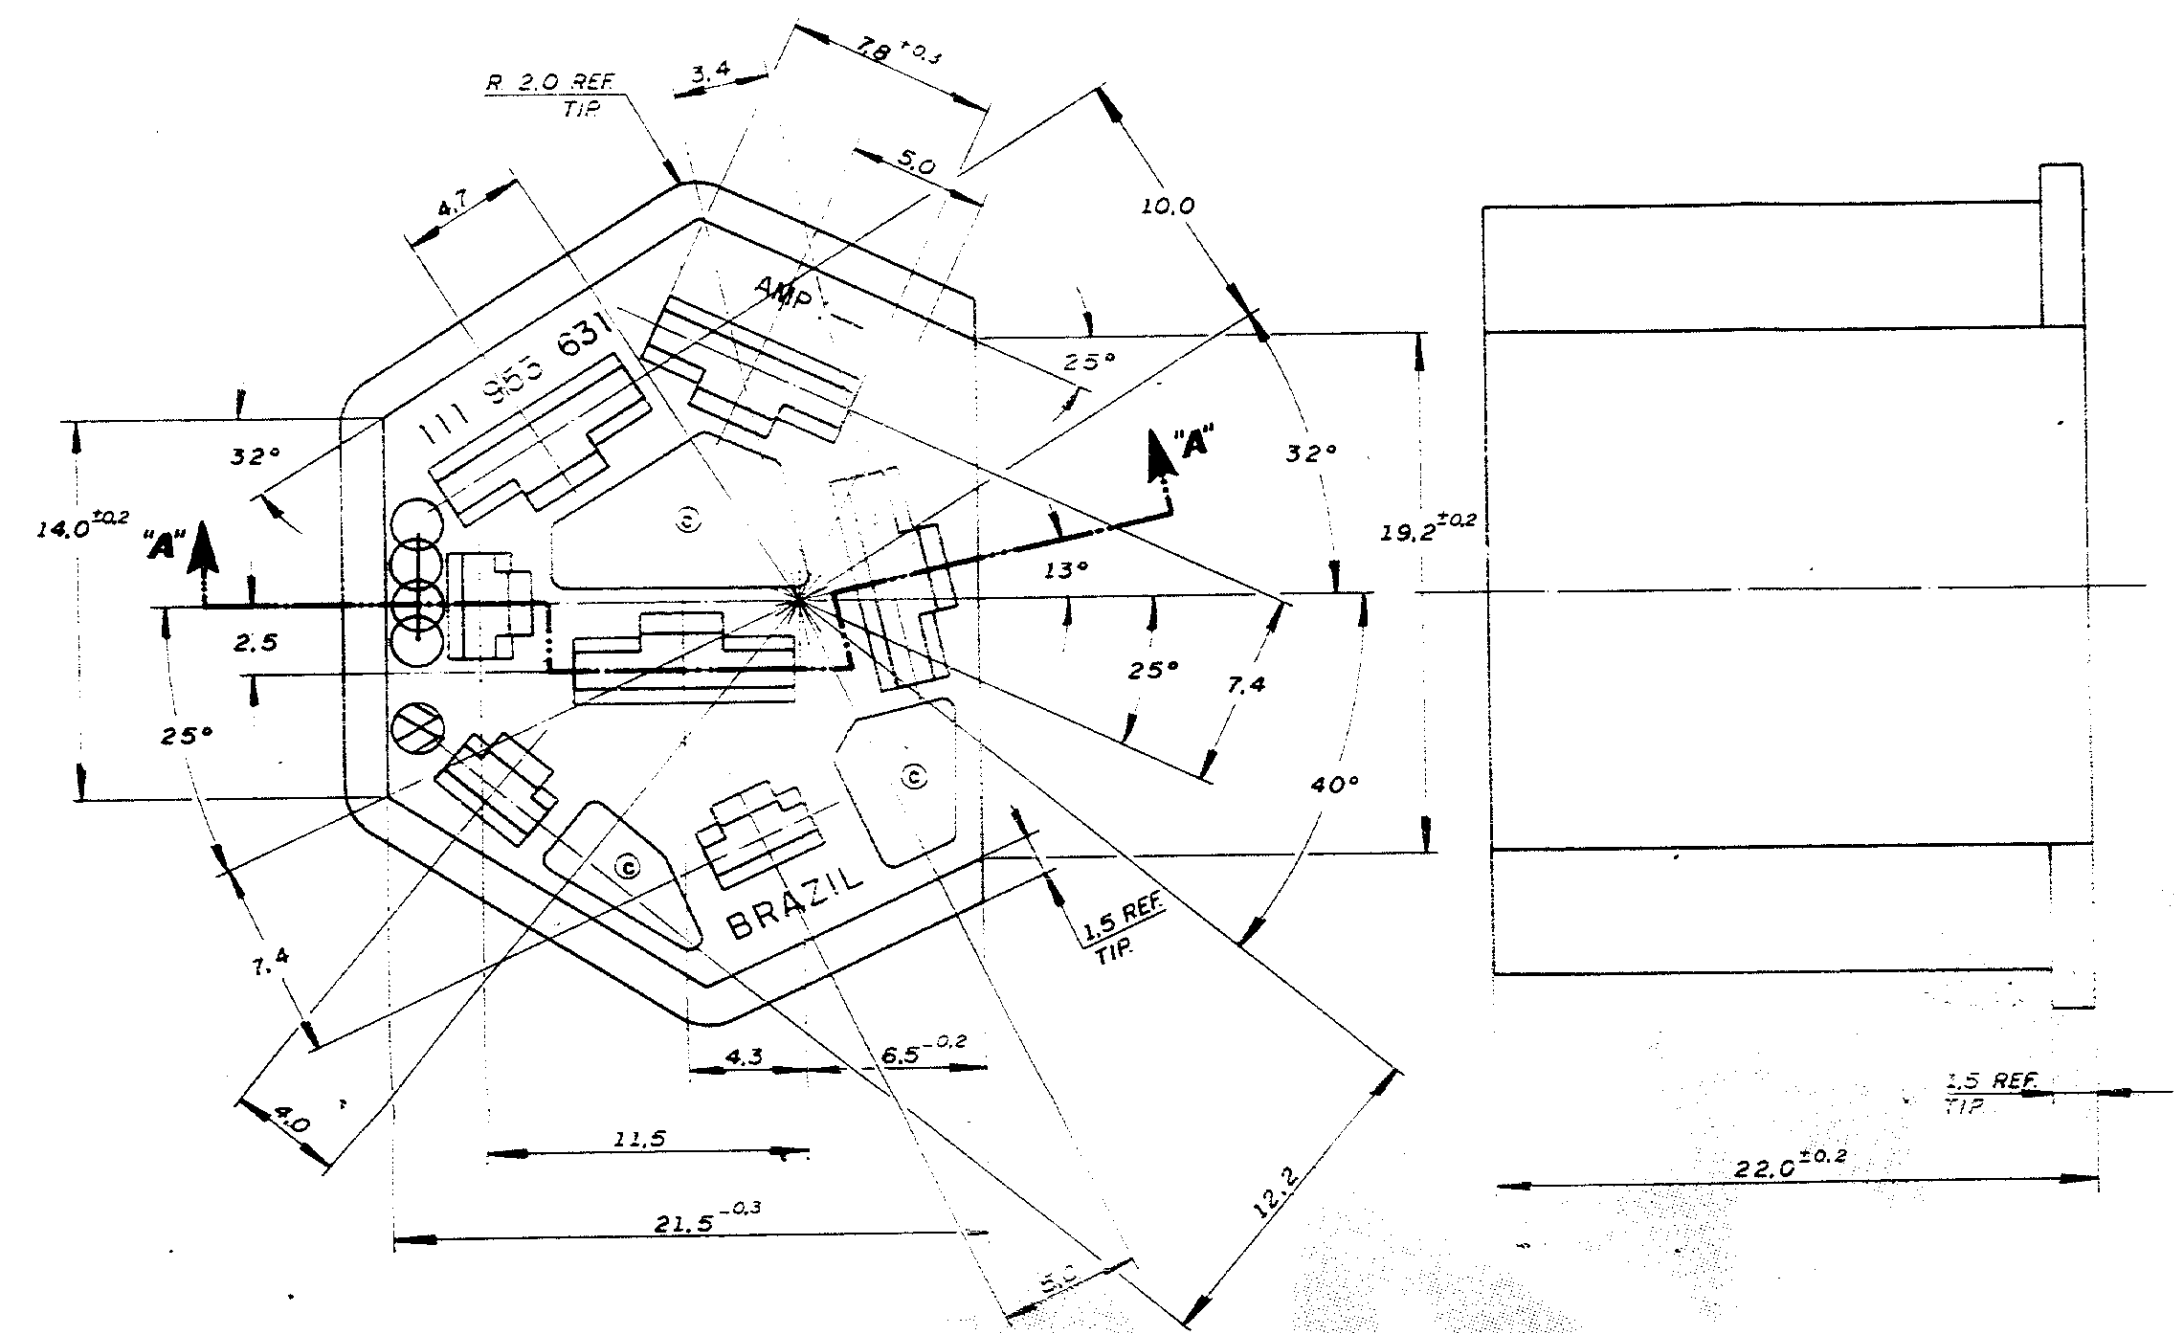 7,8 +0,3
3,4
R 2.0 REF.
TIP.
5,0
4,7
10,0
AMP
111 955 631
25°
32°
"A"
32°
14,0 ±0,2
"A"
19,2 ±0,2
13°
C
2,5
25°
25°
7,4
40°
C
C
BRAZIL
1,5 REF.
TIP.
7,4
4,3
6,5 -0,2
1,5 REF.
TIP.
4,0
11,5
22,0 ±0,2
12,2
21,5 -0,3
5,0